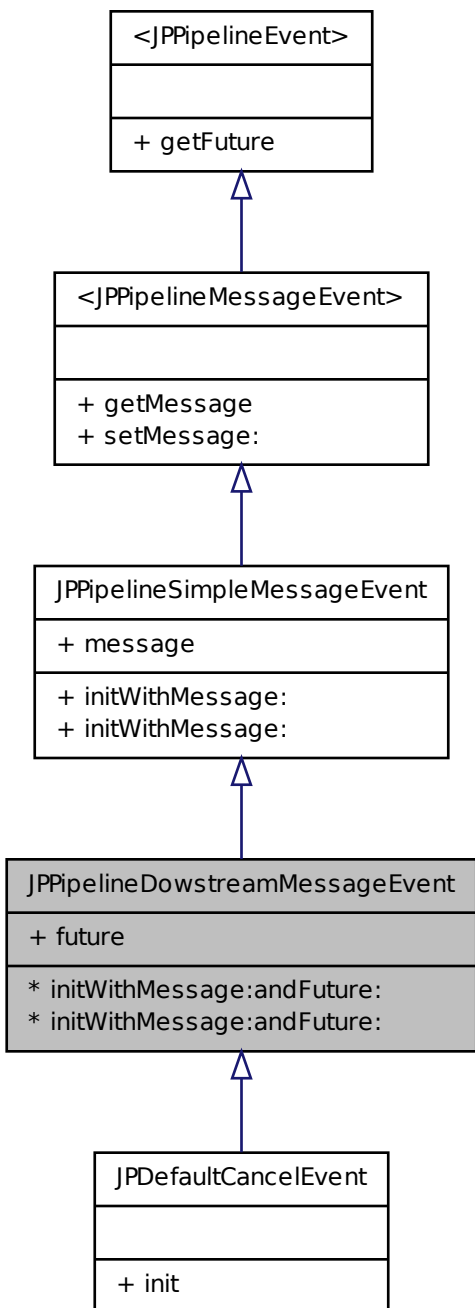 <JPPipelineEvent>
+ getFuture
<JPPipelineMessageEvent>
+ getMessage
+ setMessage:
JPPipelineSimpleMessageEvent
+ message
+ initWithMessage:
+ initWithMessage:
JPPipelineDowstreamMessageEvent
+ future
* initWithMessage:andFuture:
* initWithMessage:andFuture:
JPDefaultCancelEvent
+ init